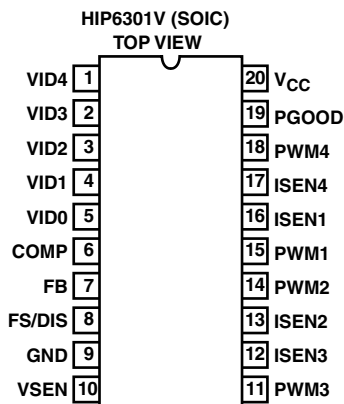 HIP6301V (SOIC)
TOP VIEW
VID4 1 20 VCC
VID3 2 19 PGOOD
VID2 3 18 PWM4
VID1 4 17 ISEN4
VID0 5 16 ISEN1
COMP 6 15 PWM1
FB 7 14 PWM2
FS/DIS 8 13 ISEN2
GND 9 12 ISEN3
VSEN 10 11 PWM3